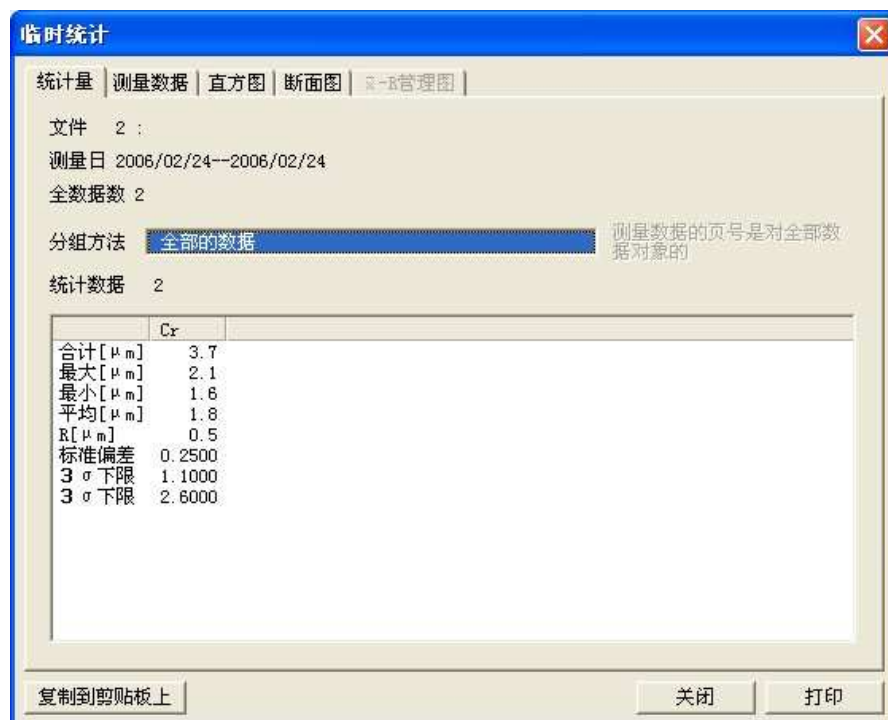 临时统计
统计量 测量数据 直方图 断面图 X-R管理图
文件 2 :
测量日 2006/02/24--2006/02/24
全数据数 2
分组方法 全部的数据 测量数据的页号是对全部数
据对象的
统计数据 2
Cr
合计[μm] 3.7
最大[μm] 2.1
最小[μm] 1.6
平均[μm] 1.8
R[μm] 0.5
标准偏差 0.2500
3σ下限 1.1000
3σ下限 2.6000
复制到剪贴板上 关闭 打印